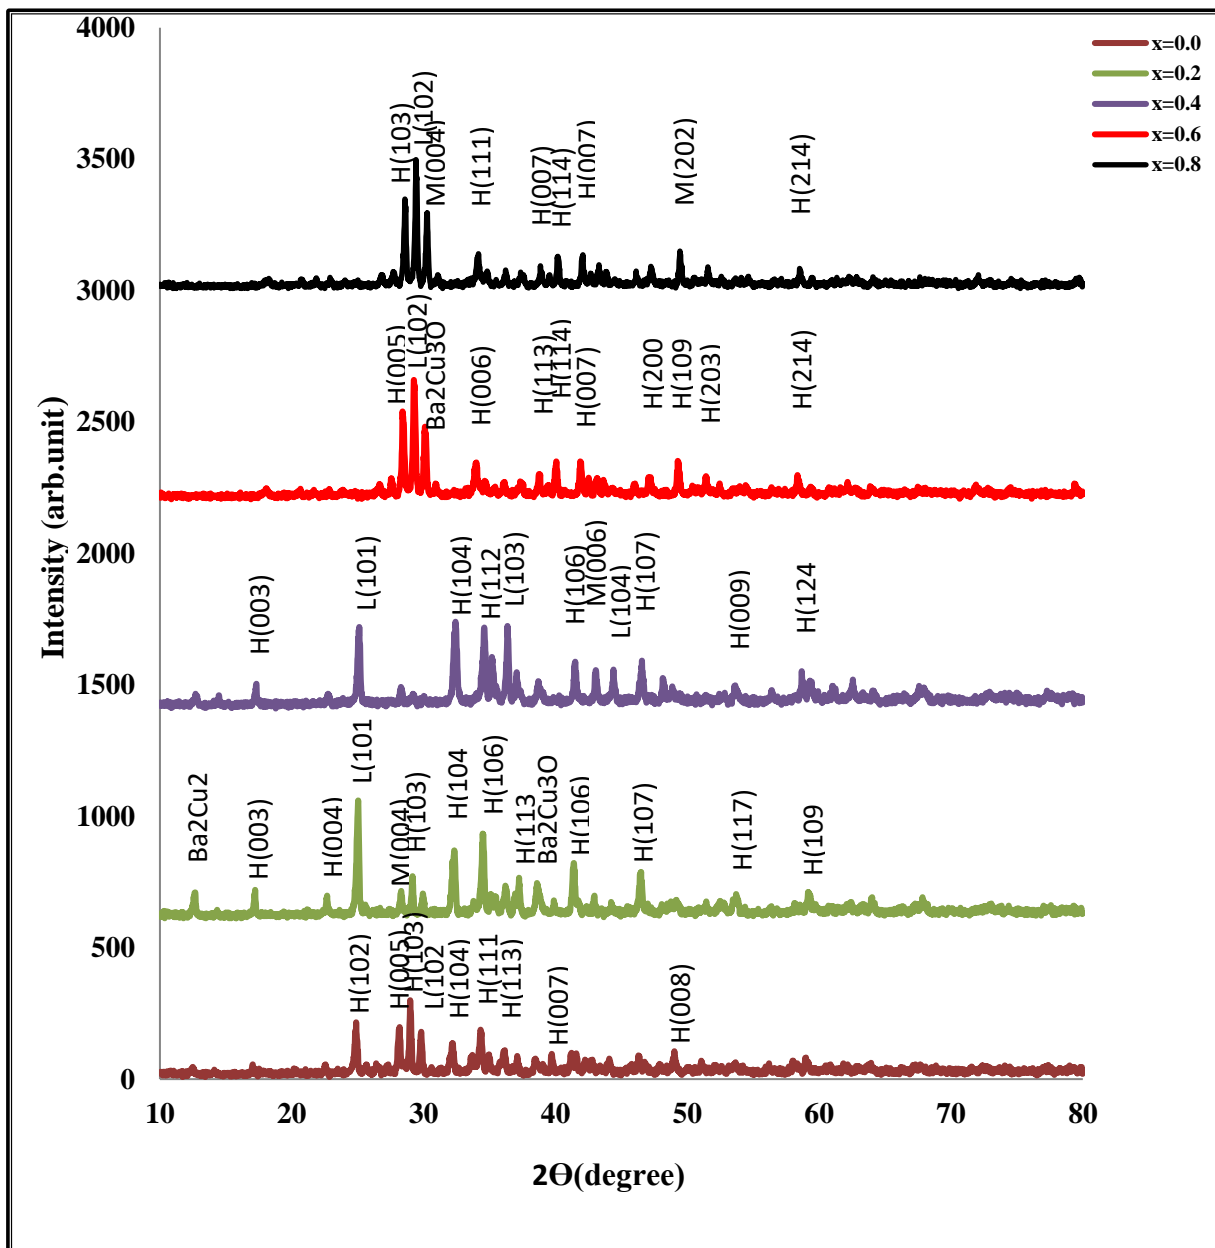 4000
3500
3000
2500
2000
1500
1000
500
0
Intensity (arb.unit)
x=0.0
x=0.2
x=0.4
x=0.6
x=0.8
H(103)
L(102)
M(004)
H(111)
H(007)
H(114)
H(007)
M(202)
H(214)
H(005)
L(102)
Ba2Cu3O
H(006)
H(113)
H(114)
H(007)
H(200
H(109
H(203)
H(214)
H(003)
L(101)
H(104)
H(112
L(103)
H(106)
M(006)
L(104)
H(107)
H(009)
H(124
Ba2Cu2
H(003)
H(004)
L(101
M(004)
H(103)
H(104
H(106)
H(113
Ba2Cu3O
H(106)
H(107)
H(117)
H(109
H(102)
H(005)
H(103)
L(102
H(104)
H(111
H(113)
H(007)
H(008)
10 20 30 40 50 60 70 80
2ϴ(degree)